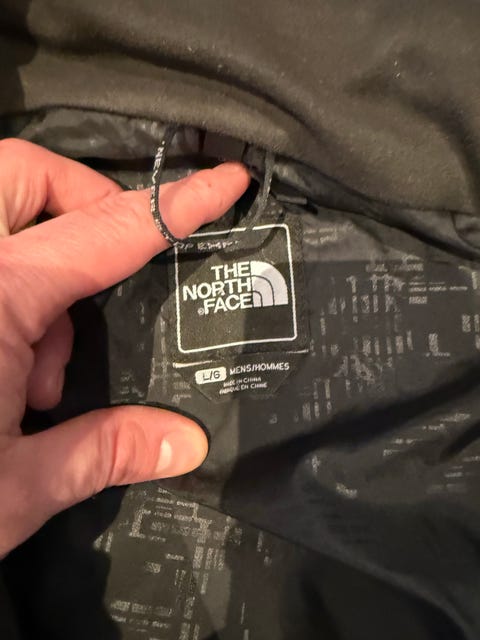 THE
NORTH
FACE
L/G MENS/HOMMES
MADE IN CHINA
FABRIQUÉ EN CHINE